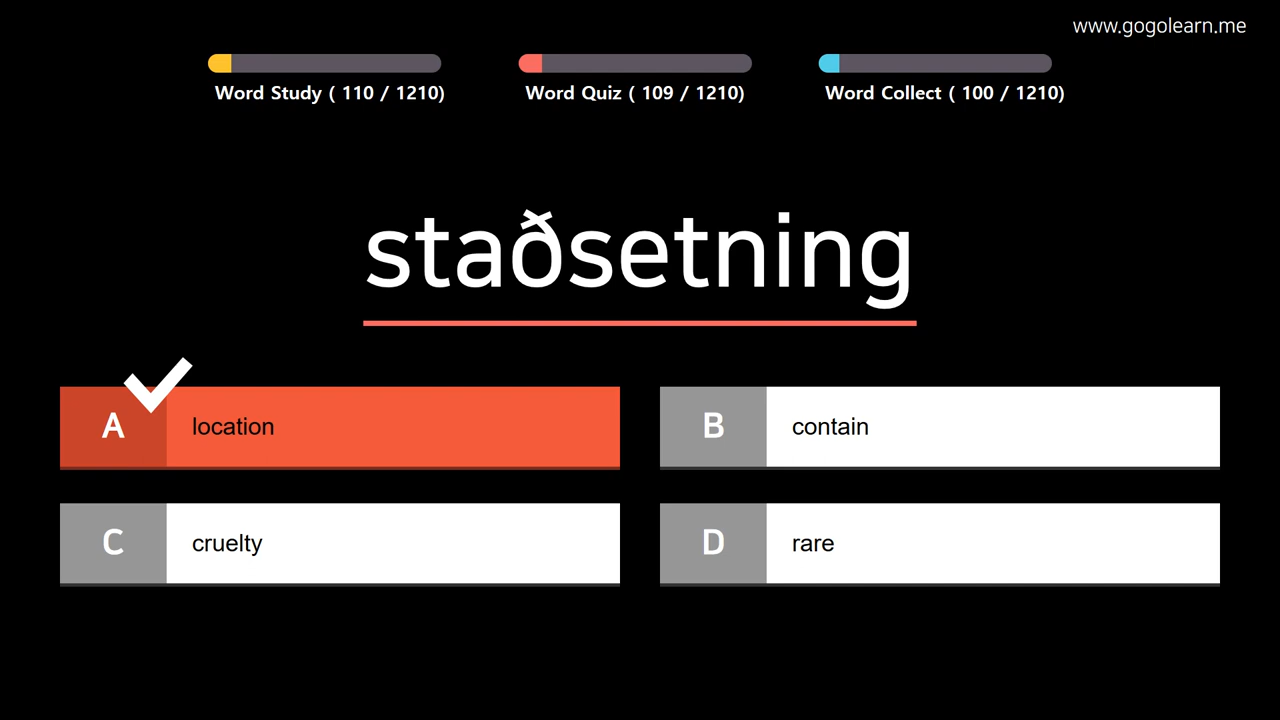 www.gogolearn.me
Word Study ( 110 / 1210)
Word Quiz ( 109 / 1210)
Word Collect ( 100 / 1210)
staðsetning
A location
B contain
C cruelty
D rare